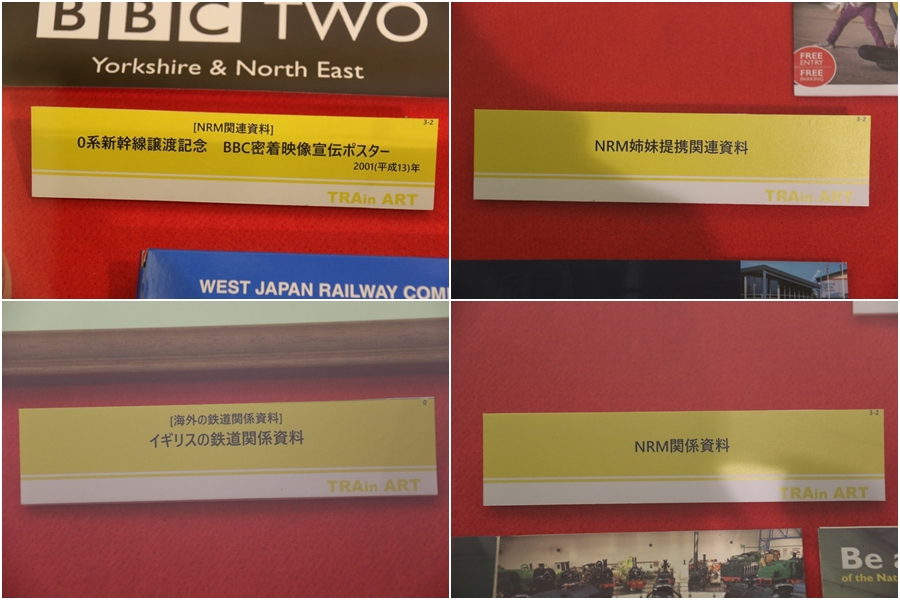 BBC TWO
Yorkshire & North East
3-2
[NRM関連資料]
0系新幹線譲渡記念 BBC密着映像宣伝ポスター
2001(平成13)年
TRAin ART
WEST JAPAN RAILWAY COM
FREE
ENTRY
FREE
PARKING
3-2
NRM姉妹提携関連資料
TRAin ART
0
[海外の鉄道関係資料]
イギリスの鉄道関係資料
TRAin ART
3-2
NRM関係資料
TRAin ART
Be a
of the Nat